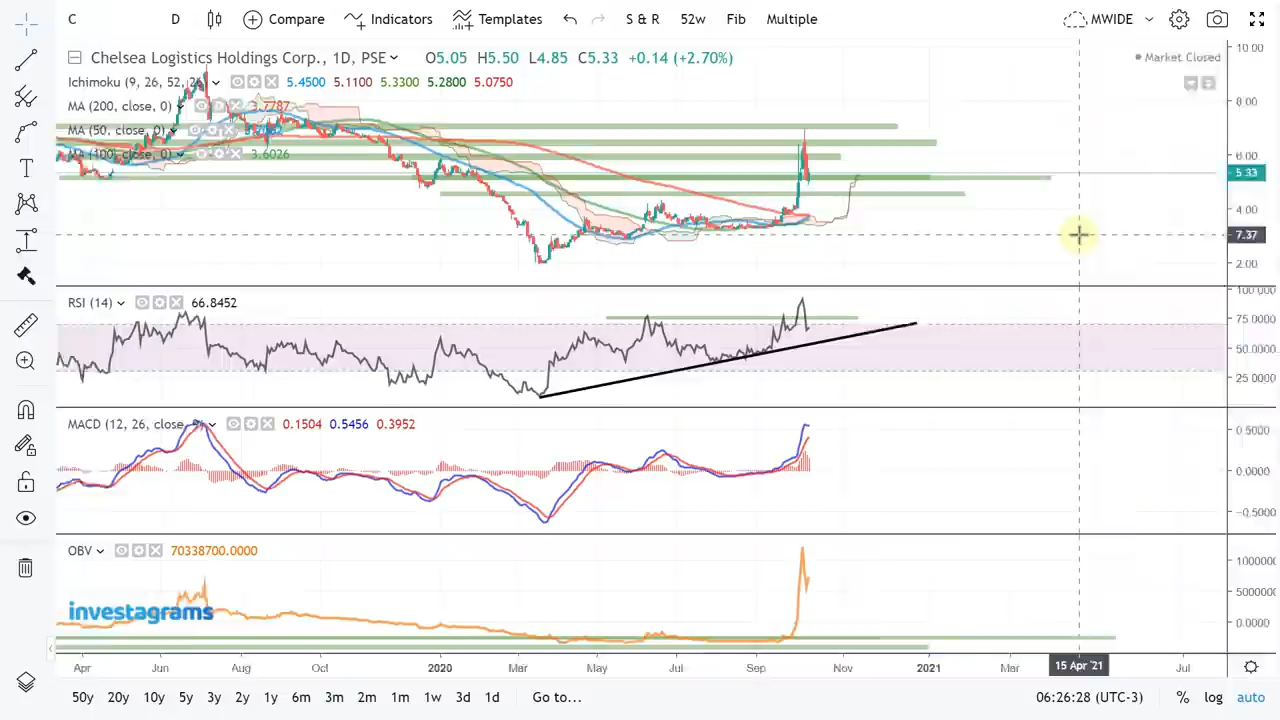 C D Compare Indicators Templates S & R 52w Fib Multiple MWIDE
Chelsea Logistics Holdings Corp., 1D, PSE O5.05 H5.50 L4.85 C5.33 +0.14 (+2.70%)
Market Closed
Ichimoku (9, 26, 52, 26 5.4500 5.1100 5.3300 5.2800 5.0750
MA (200, close, 0) 3.7787
MA (50, close, 0)
MA (100, close, 0) 3.6026
10.00
8.00
6.00
5.33
4.00
7.37
2.00
RSI (14) 66.8452
100.0000
75.0000
50.0000
25.0000
MACD (12, 26, close, 9) 0.1504 0.5456 0.3952
0.5000
0.0000
-0.5000
OBV 70338700.0000
1000000
5000000
0.0000
investagrams
Apr Jun Aug Oct 2020 Mar May Jul Sep Nov 2021 Mar 15 Apr '21 Jul
50y 20y 10y 5y 3y 2y 1y 6m 3m 2m 1m 1w 3d 1d Go to... 06:26:28 (UTC-3) % log auto